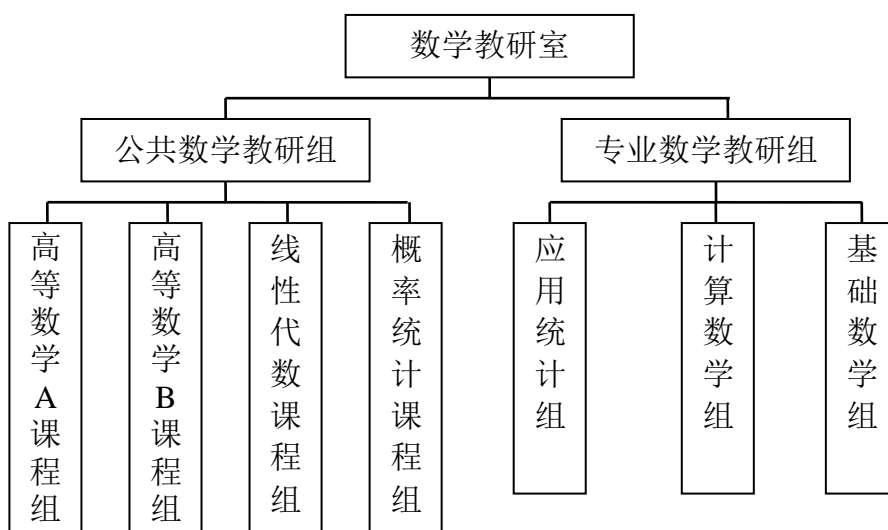 数学教研室
公共数学教研组
专业数学教研组
高等数学A课程组
高等数学B课程组
线性代数课程组
概率统计课程组
应用统计组
计算数学组
基础数学组